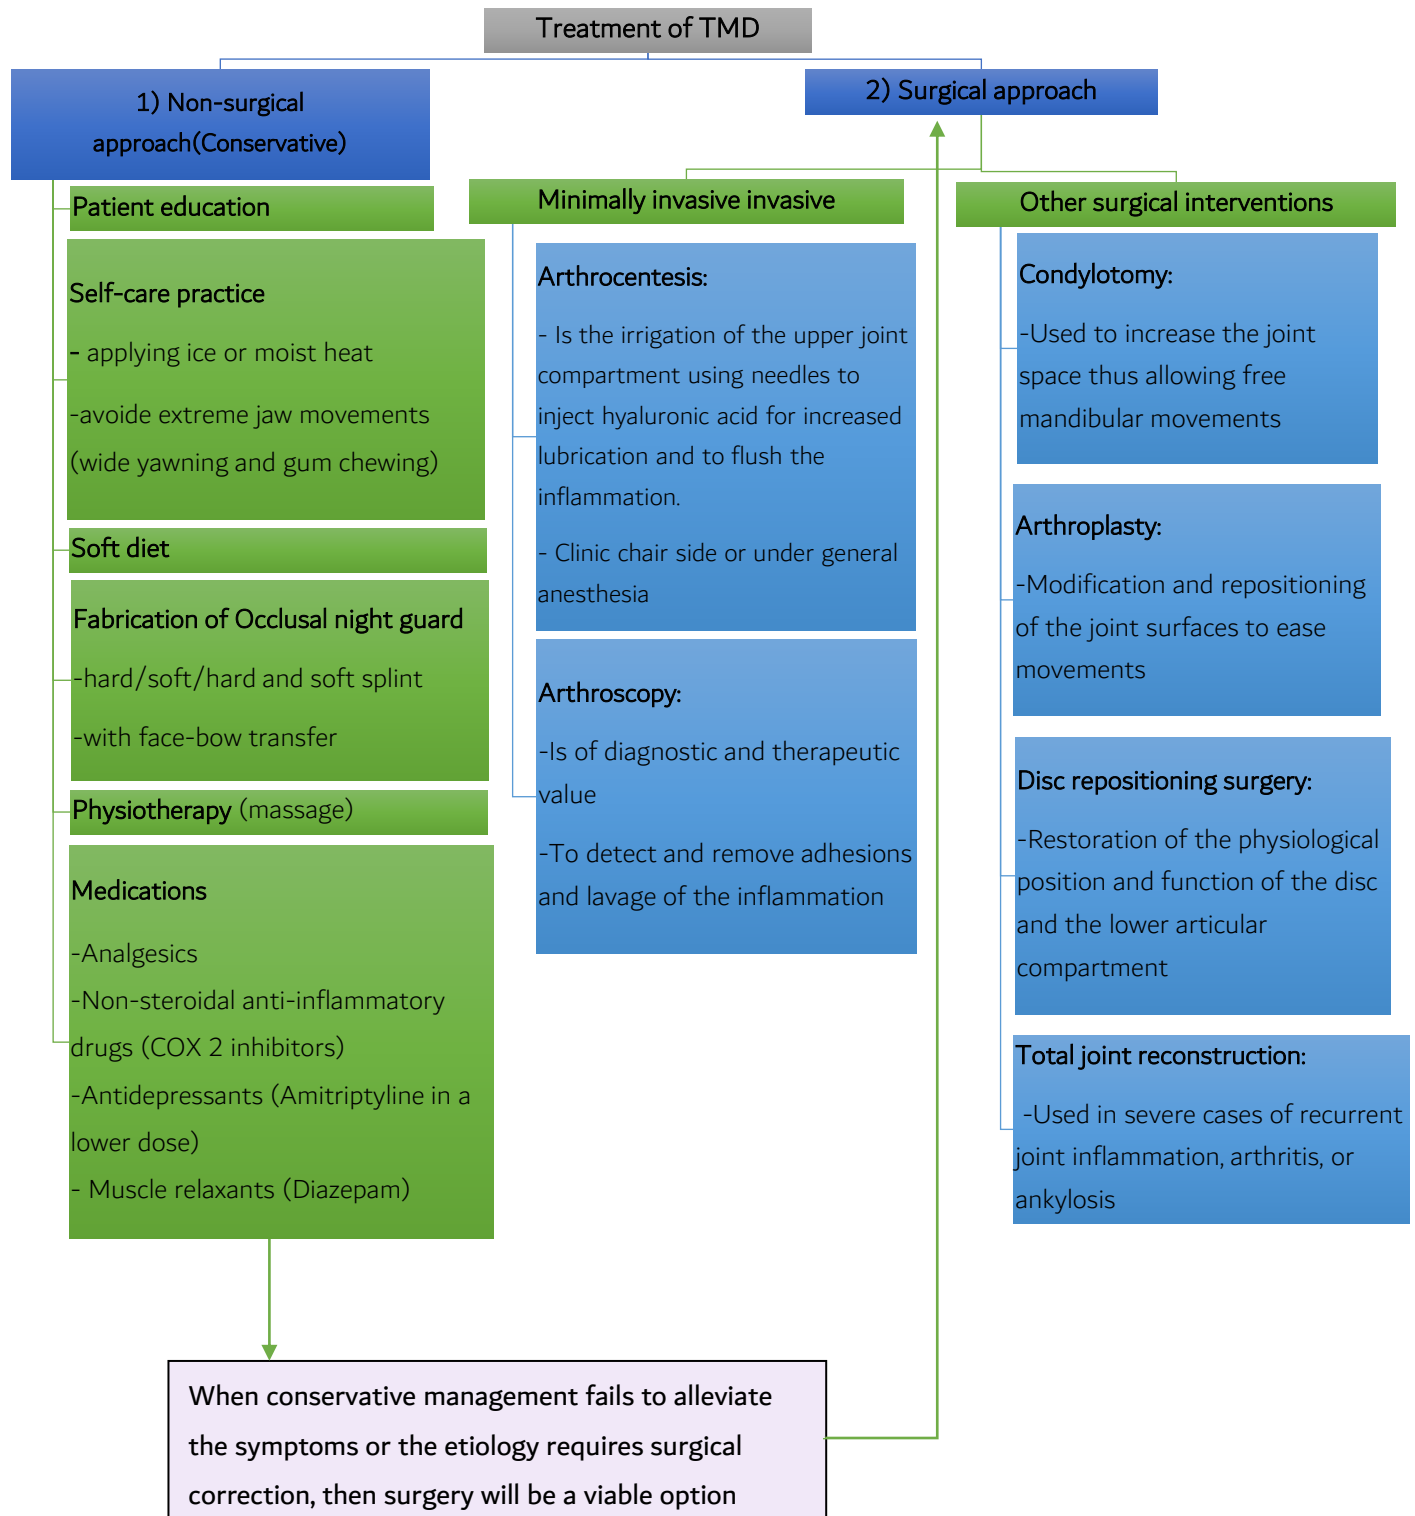 Treatment of TMD
1) Non-surgical
approach(Conservative)
Patient education
Self-care practice
- applying ice or moist heat
-avoide extreme jaw movements
(wide yawning and gum chewing)
Soft diet
Fabrication of Occlusal night guard
-hard/soft/hard and soft splint
-with face-bow transfer
Physiotherapy (massage)
Medications
-Analgesics
-Non-steroidal anti-inflammatory
drugs (COX 2 inhibitors)
-Antidepressants (Amitriptyline in a
lower dose)
- Muscle relaxants (Diazepam)
When conservative management fails to alleviate
the symptoms or the etiology requires surgical
correction, then surgery will be a viable option
2) Surgical approach
Minimally invasive invasive
Arthrocentesis:
- Is the irrigation of the upper joint
compartment using needles to
inject hyaluronic acid for increased
lubrication and to flush the
inflammation.
- Clinic chair side or under general
anesthesia
Arthroscopy:
-Is of diagnostic and therapeutic
value
-To detect and remove adhesions
and lavage of the inflammation
Other surgical interventions
Condylotomy:
-Used to increase the joint
space thus allowing free
mandibular movements
Arthroplasty:
-Modification and repositioning
of the joint surfaces to ease
movements
Disc repositioning surgery:
-Restoration of the physiological
position and function of the disc
and the lower articular
compartment
Total joint reconstruction:
-Used in severe cases of recurrent
joint inflammation, arthritis, or
ankylosis